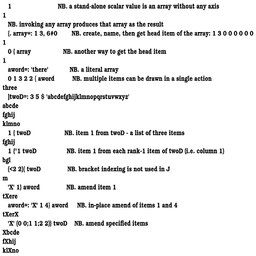 1 NB. a stand-alone scalar value is an array without any axis
1
NB. invoking any array produces that array as the result
{. array=: 1 3, 6#0 NB. create, name, then get head item of the array: 1 3 0 0 0 0 0 0
1
0 { array NB. another way to get the head item
1
aword=: 'there' NB. a literal array
0 1 3 2 2 { aword NB. multiple items can be drawn in a single action
three
]twoD=: 3 5 $ 'abcdefghijklmnopqrstuvwxyz'
abcde
fghij
klmno
1 { twoD NB. item 1 from twoD - a list of three items
fghij
1 {"1 twoD NB. item 1 from each rank-1 item of twoD (i.e. column 1)
bgl
(<2 2){ twoD NB. bracket indexing is not used in J
m
'X' 1} aword NB. amend item 1
tXere
aword=: 'X' 1 4} aword NB. in-place amend of items 1 and 4
tXerX
'X' (0 0;1 1;2 2)} twoD NB. amend specified items
Xbcde
fXhij
klXno